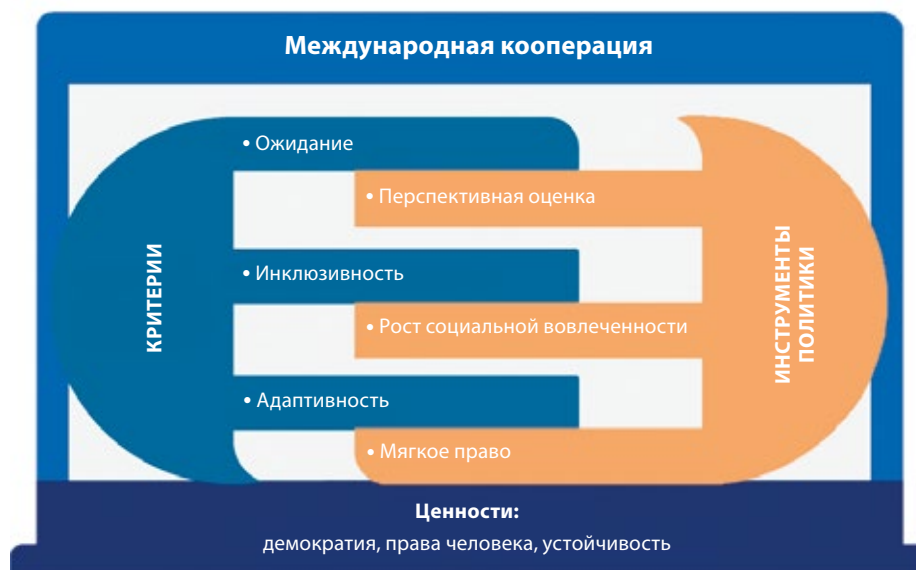 Международная кооперация
• Ожидание
• Перспективная оценка
• Инклюзивность
• Рост социальной вовлеченности
• Адаптивность
• Мягкое право
КРИТЕРИИ
ИНСТРУМЕНТЫ
ПОЛИТИКИ
Ценности:
демократия, права человека, устойчивость